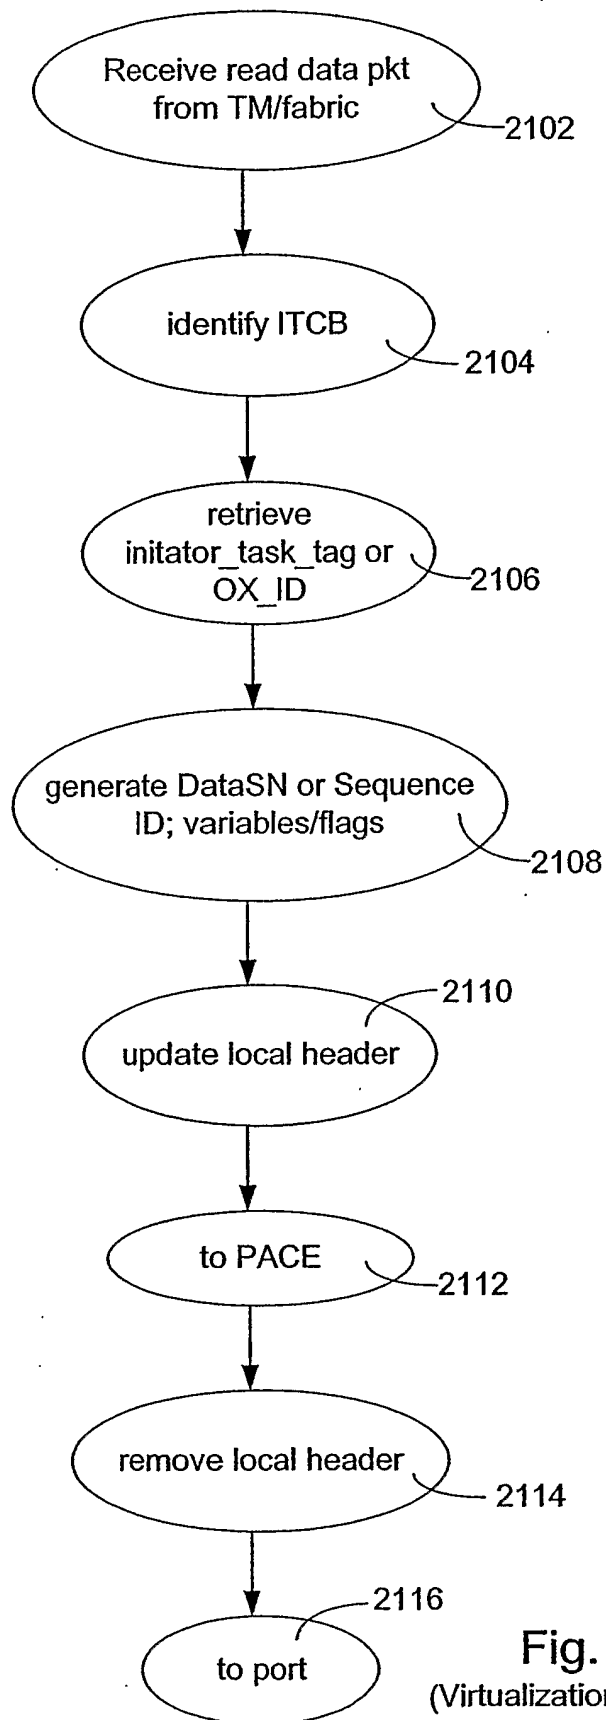 Receive read data pkt
from TM/fabric
2102
identify ITCB
2104
retrieve
initator_task_tag or
OX_ID
2106
generate DataSN or Sequence
ID; variables/flags
2108
2110
update local header
to PACE
2112
remove local header
2114
2116
to port
Fig.
(Virtualization